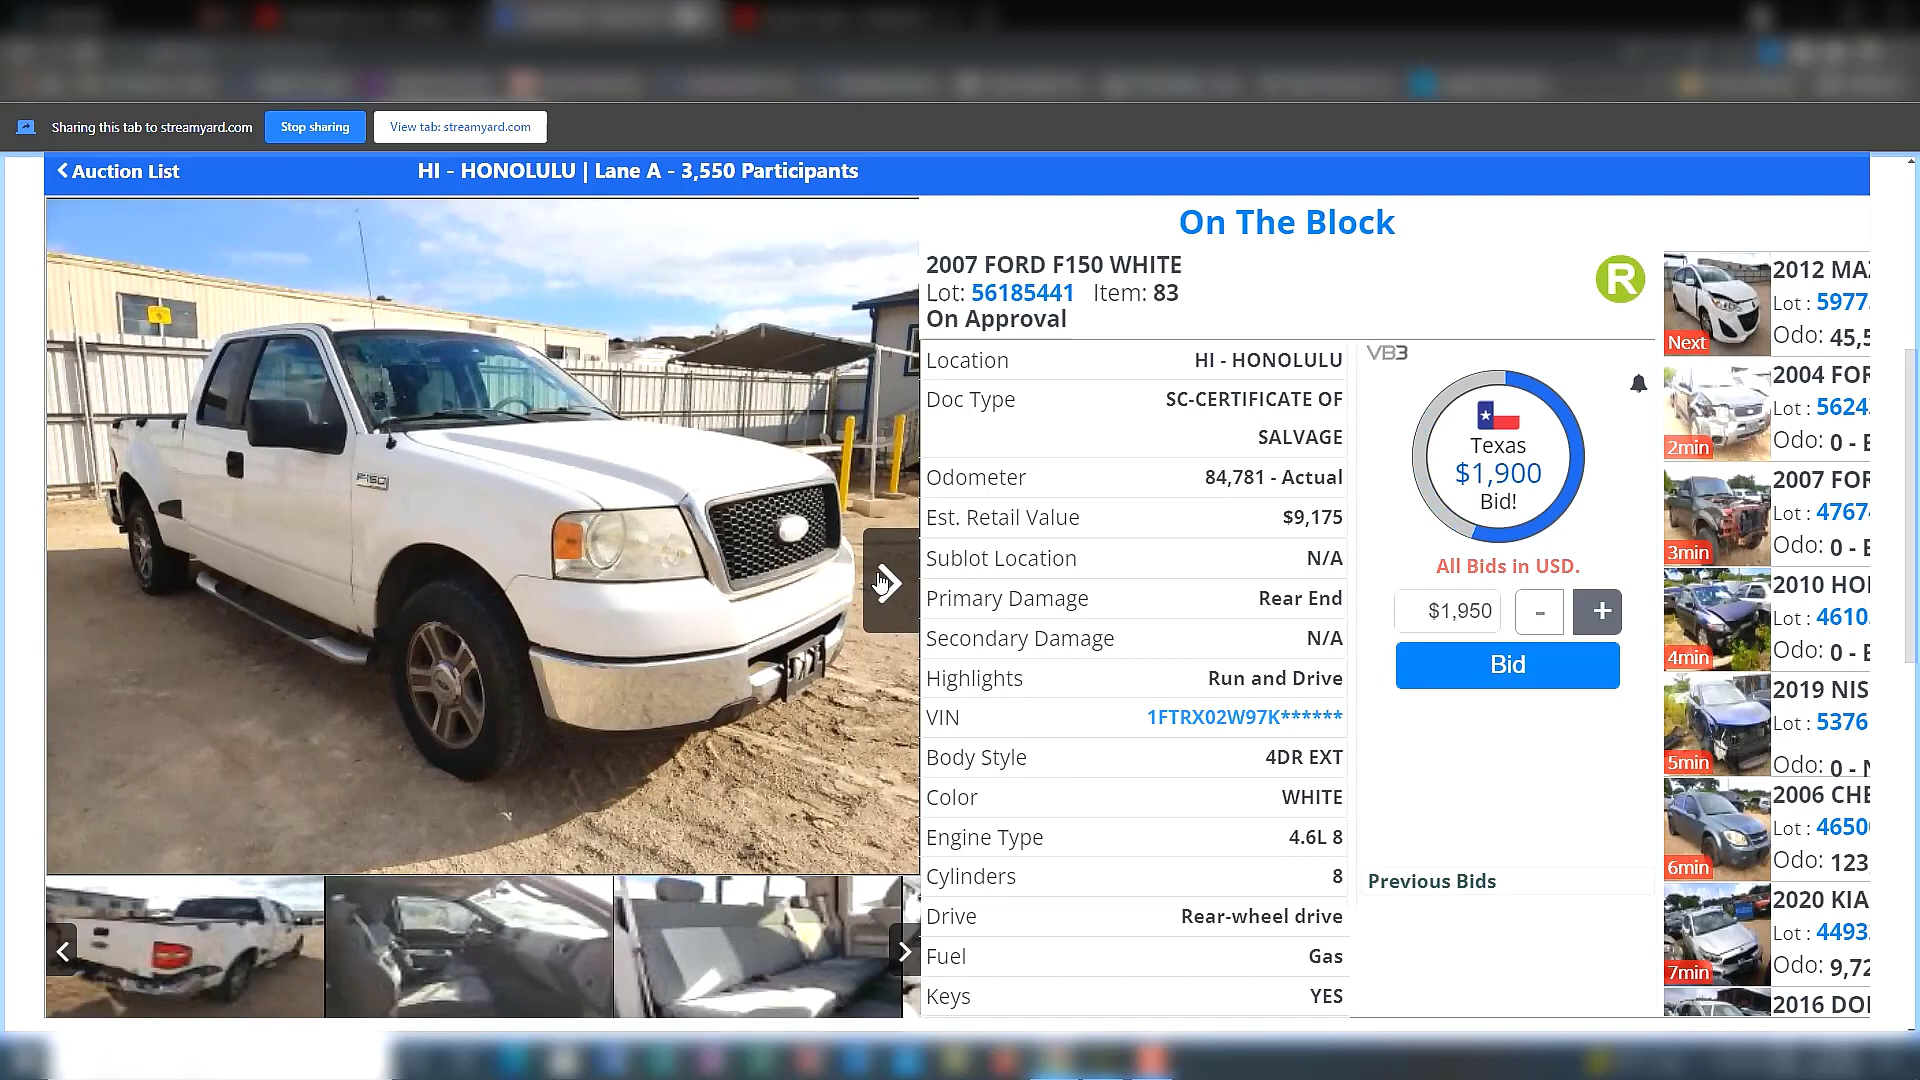 Sharing this tab to streamyard.com
Stop sharing
View tab: streamyard.com
Auction List
HI - HONOLULU | Lane A - 3,550 Participants
On The Block
2007 FORD F150 WHITE
Lot: 56185441 Item: 83
On Approval
R
Location HI - HONOLULU
Doc Type SC-CERTIFICATE OF
SALVAGE
Odometer 84,781 - Actual
Est. Retail Value $9,175
Sublot Location N/A
Primary Damage Rear End
Secondary Damage N/A
Highlights Run and Drive
VIN 1FTRX02W97K******
Body Style 4DR EXT
Color WHITE
Engine Type 4.6L 8
Cylinders 8
Drive Rear-wheel drive
Fuel Gas
Keys YES
VB3
Texas
$1,900
Bid!
All Bids in USD.
$1,950
-
+
Bid
Previous Bids
2012 MAZ
Lot : 5977
Odo: 45,5
Next
2004 FOR
Lot : 5624
Odo: 0 - E
2min
2007 FOR
Lot : 4767
Odo: 0 - E
3min
2010 HO
Lot : 4610
Odo: 0 - E
4min
2019 NIS
Lot : 5376
Odo: 0 - N
5min
2006 CHE
Lot : 4650
Odo: 123,
6min
2020 KIA
Lot : 4493
Odo: 9,72
7min
2016 DO
F150